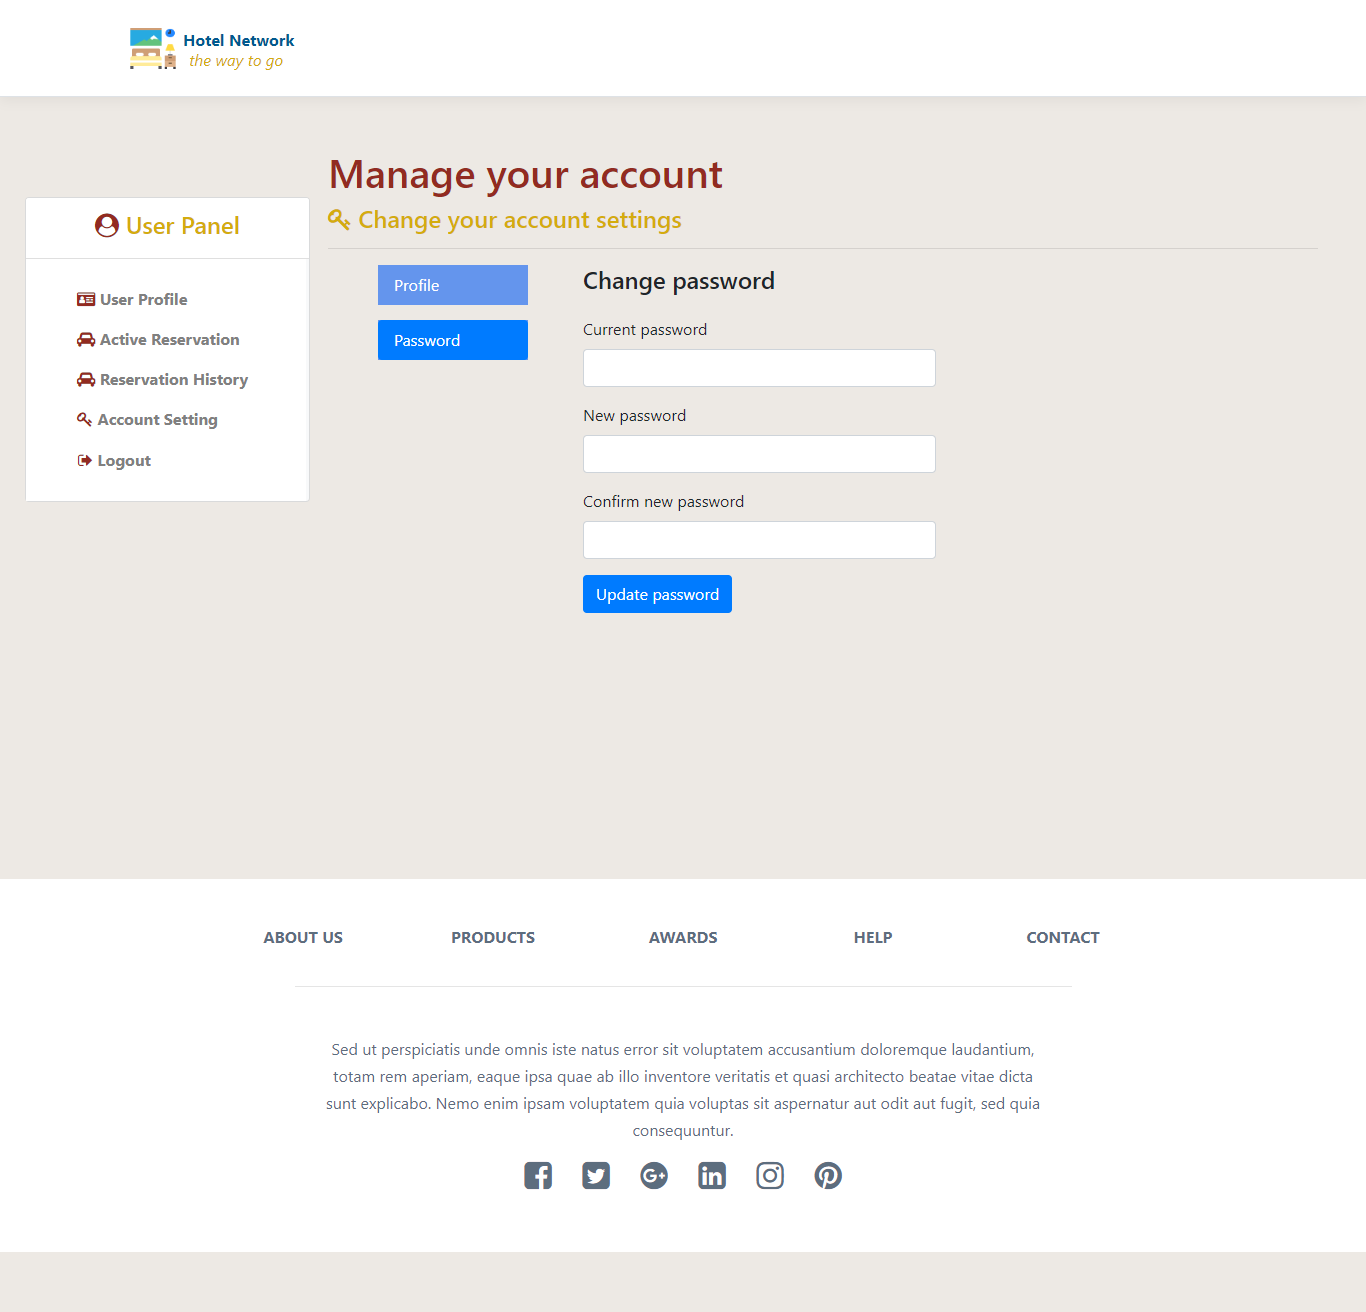 Hotel Network
the way to go
Manage your account
Change your account settings
User Panel
User Profile
Active Reservation
Reservation History
Account Setting
Logout
Profile
Password
Change password
Current password
New password
Confirm new password
Update password
ABOUT US
PRODUCTS
AWARDS
HELP
CONTACT
Sed ut perspiciatis unde omnis iste natus error sit voluptatem accusantium doloremque laudantium,
totam rem aperiam, eaque ipsa quae ab illo inventore veritatis et quasi architecto beatae vitae dicta
sunt explicabo. Nemo enim ipsam voluptatem quia voluptas sit aspernatur aut odit aut fugit, sed quia
consequuntur.